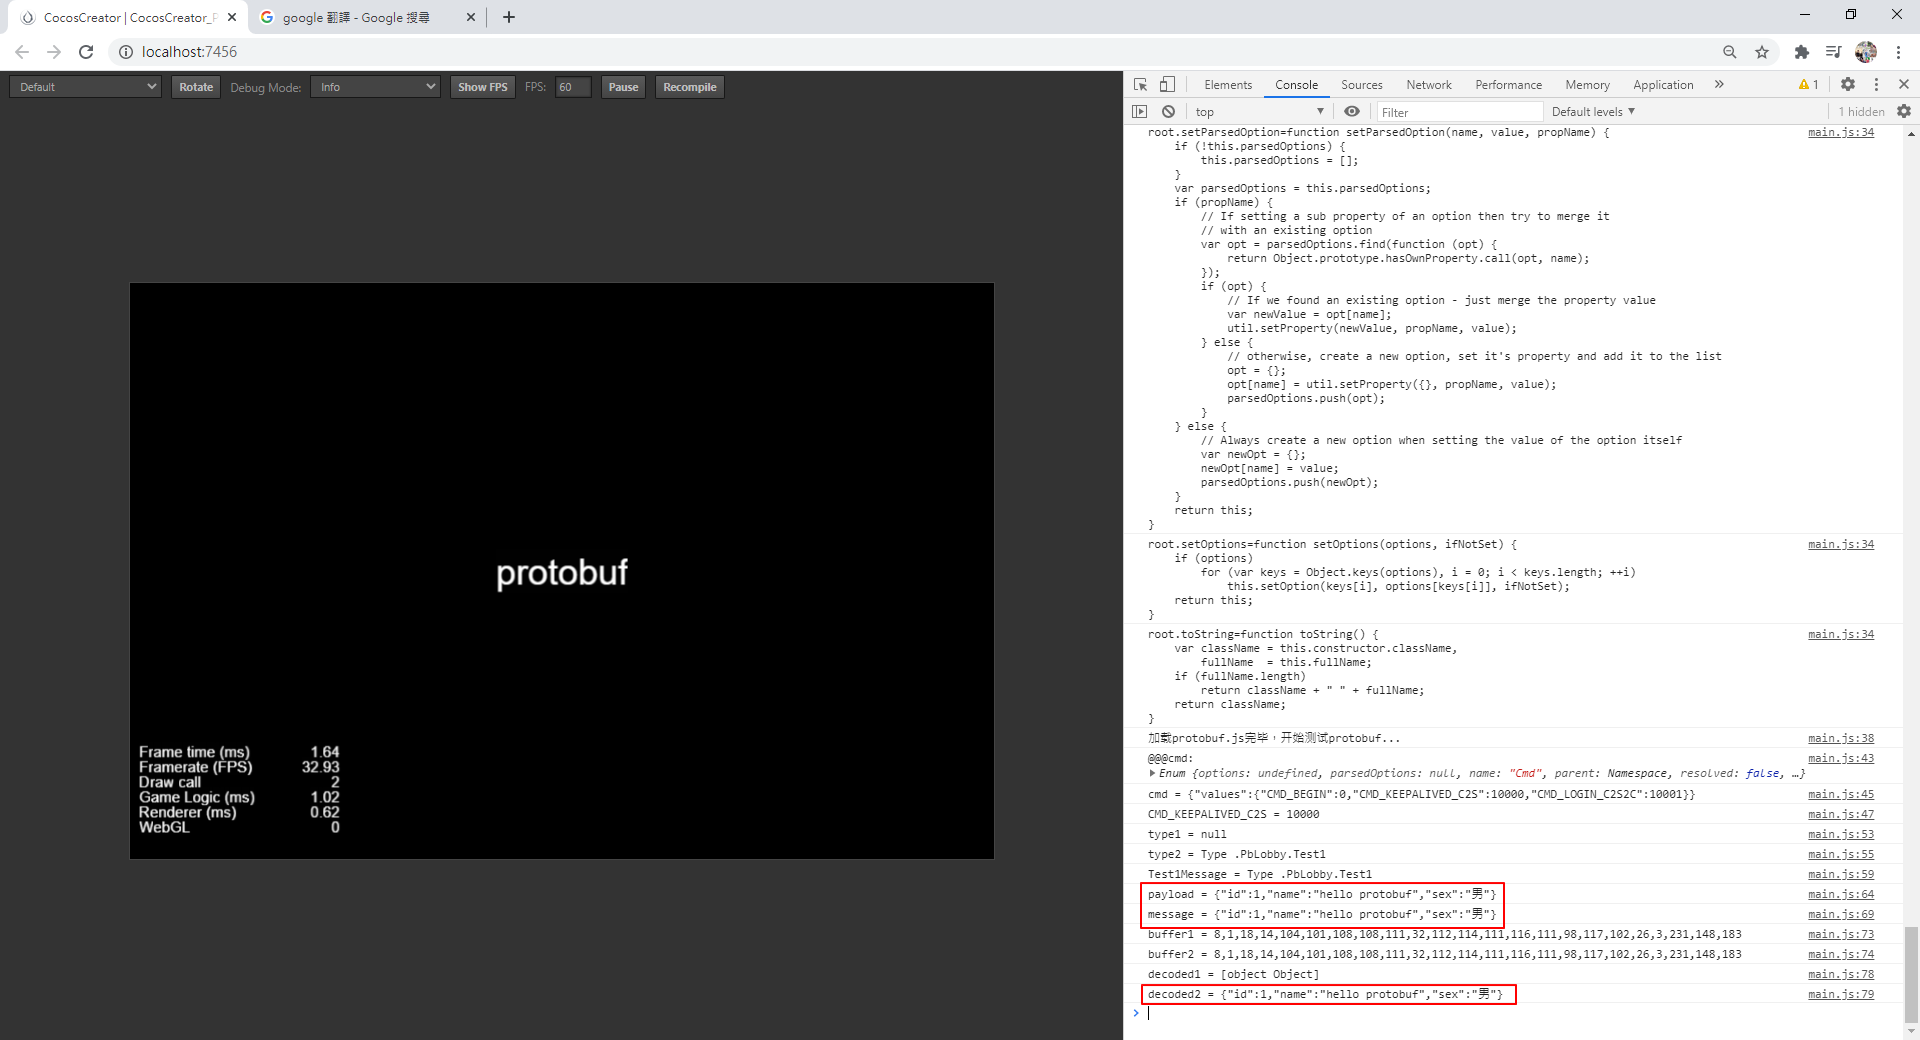 CocosCreator | CocosCreator_P
google 翻譯 - Google 搜尋
localhost:7456
Default
Rotate
Debug Mode:
Info
Show FPS
FPS:
60
Pause
Recompile
protobuf
Frame time (ms) 1.64
Framerate (FPS) 32.93
Draw call 2
Game Logic (ms) 1.02
Renderer (ms) 0.62
WebGL 0
Elements Console Sources Network Performance Memory Application » 1
top Filter Default levels 1 hidden
root.setParsedOption=function setParsedOption(name, value, propName) { main.js:34
if (!this.parsedOptions) {
this.parsedOptions = [];
}
var parsedOptions = this.parsedOptions;
if (propName) {
// If setting a sub property of an option then try to merge it
// with an existing option
var opt = parsedOptions.find(function (opt) {
return Object.prototype.hasOwnProperty.call(opt, name);
});
if (opt) {
// If we found an existing option - just merge the property value
var newValue = opt[name];
util.setProperty(newValue, propName, value);
} else {
// otherwise, create a new option, set it's property and add it to the list
opt = {};
opt[name] = util.setProperty({}, propName, value);
parsedOptions.push(opt);
}
} else {
// Always create a new option when setting the value of the option itself
var newOpt = {};
newOpt[name] = value;
parsedOptions.push(newOpt);
}
return this;
}
root.setOptions=function setOptions(options, ifNotSet) { main.js:34
if (options)
for (var keys = Object.keys(options), i = 0; i < keys.length; ++i)
this.setOption(keys[i], options[keys[i]], ifNotSet);
return this;
}
root.toString=function toString() { main.js:34
var className = this.constructor.className,
fullName  = this.fullName;
if (fullName.length)
return className + " " + fullName;
return className;
}
加载protobuf.js完毕，开始测试protobuf... main.js:38
@@@cmd: main.js:43
Enum {options: undefined, parsedOptions: null, name: "Cmd", parent: Namespace, resolved: false, …}
cmd = {"values":{"CMD_BEGIN":0,"CMD_KEEPALIVED_C2S":10000,"CMD_LOGIN_C2S2C":10001}} main.js:45
CMD_KEEPALIVED_C2S = 10000 main.js:47
type1 = null main.js:53
type2 = Type .PbLobby.Test1 main.js:55
Test1Message = Type .PbLobby.Test1 main.js:59
payload = {"id":1,"name":"hello protobuf","sex":"男"} main.js:64
message = {"id":1,"name":"hello protobuf","sex":"男"} main.js:69
buffer1 = 8,1,18,14,104,101,108,108,111,32,112,114,111,116,111,98,117,102,26,3,231,148,183 main.js:73
buffer2 = 8,1,18,14,104,101,108,108,111,32,112,114,111,116,111,98,117,102,26,3,231,148,183 main.js:74
decoded1 = [object Object] main.js:78
decoded2 = {"id":1,"name":"hello protobuf","sex":"男"} main.js:79